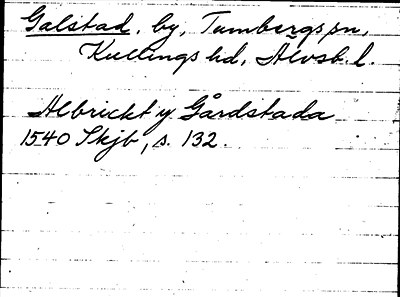 Galstad, by, Tumbergs sn,
Kullings hd, Älvsb. l.
Albrickt y Gårdstada
1540 Skjb, s. 132.